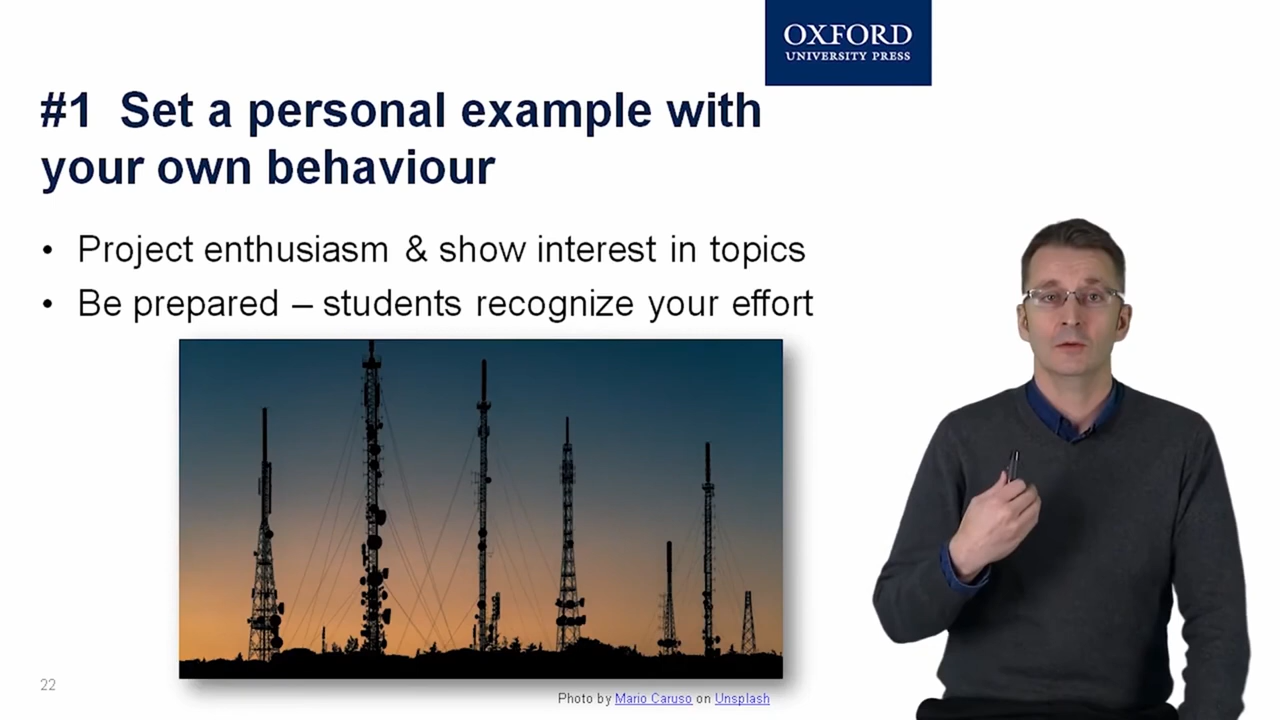 OXFORD
UNIVERSITY PRESS
#1 Set a personal example with
your own behaviour
• Project enthusiasm & show interest in topics
• Be prepared – students recognize your effort
22
Photo by Mario Caruso on Unsplash